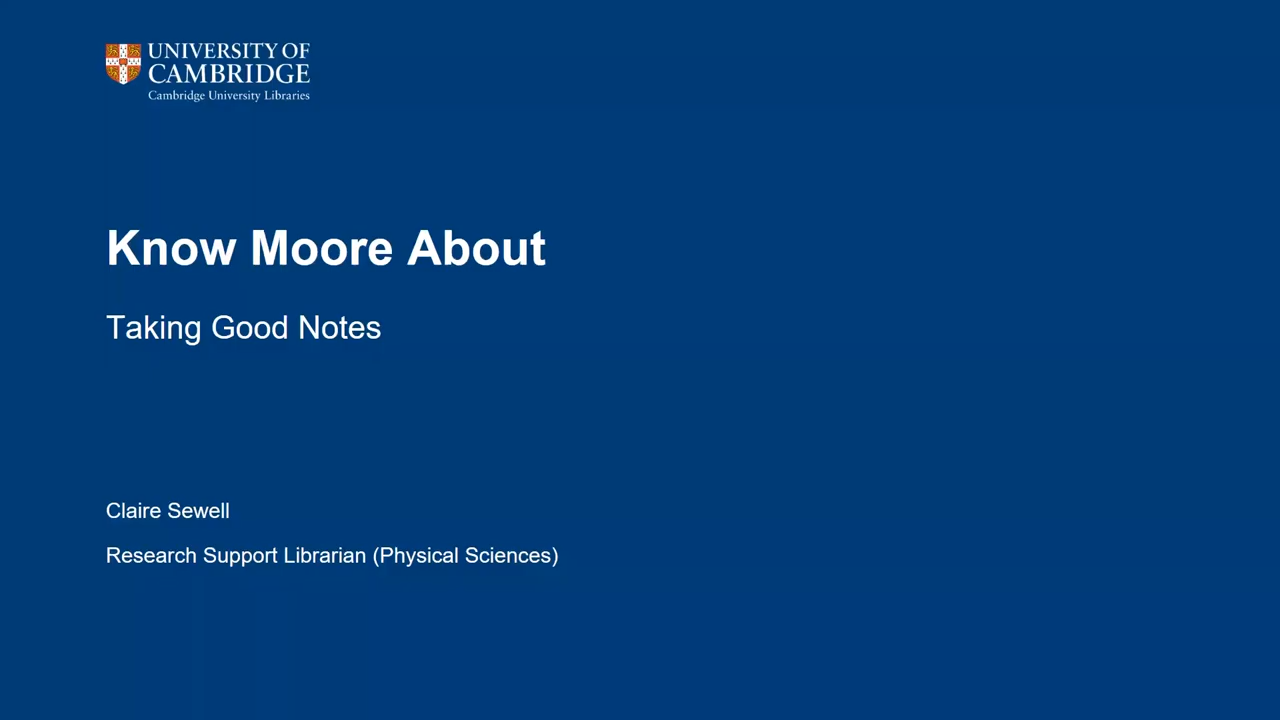 UNIVERSITY OF
CAMBRIDGE
Cambridge University Libraries
Know Moore About
Taking Good Notes
Claire Sewell
Research Support Librarian (Physical Sciences)